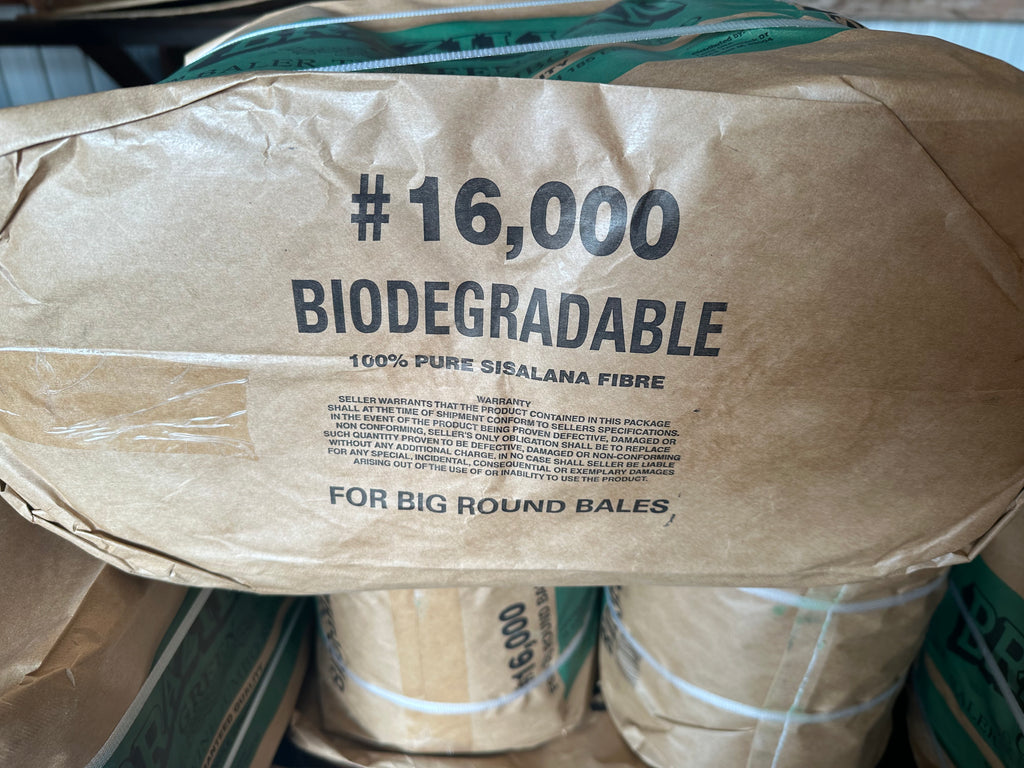 BALER
# 16,000
BIODEGRADABLE
100% PURE SISALANA FIBRE
WARRANTY
SELLER WARRANTS THAT THE PRODUCT CONTAINED IN THIS PACKAGE
SHALL AT THE TIME OF SHIPMENT CONFORM TO SELLERS SPECIFICATIONS.
IN THE EVENT OF THE PRODUCT BEING PROVEN DEFECTIVE, DAMAGED OR
NON CONFORMING, SELLER'S ONLY OBLIGATION SHALL BE TO REPLACE
SUCH QUANTITY PROVEN TO BE DEFECTIVE, DAMAGED OR NON-CONFORMING
WITHOUT ANY ADDITIONAL CHARGE. IN NO CASE SHALL SELLER BE LIABLE
FOR ANY SPECIAL, INCIDENTAL, CONSEQUENTIAL OR EXEMPLARY DAMAGES
ARISING OUT OF THE USE OF OR INABILITY TO USE THE PRODUCT.
FOR BIG ROUND BALES
16,000
ROUND BA